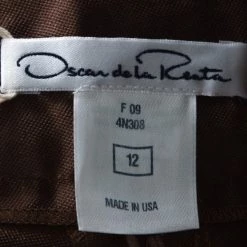 Oscar de la Renta
F 09
4N308
12
MADE IN USA